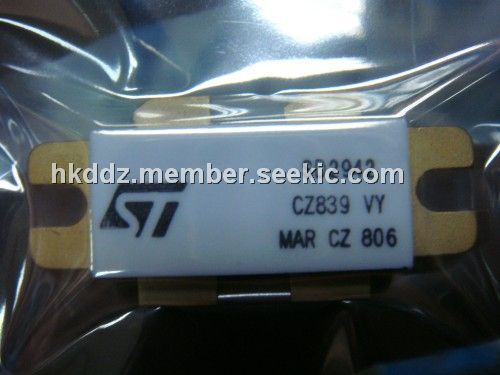 hkddz.member.seekic.com
ST
CZ839 VY
MAR CZ 806